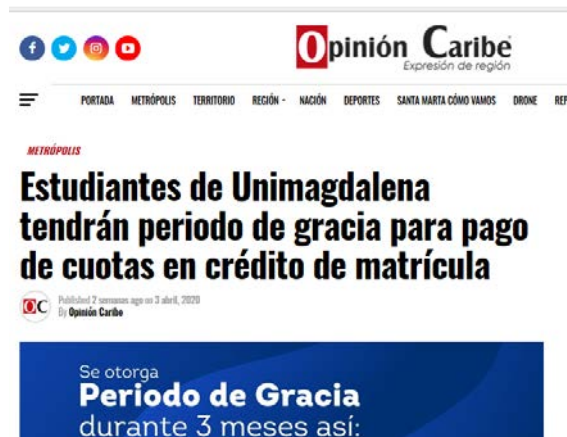 Opinión Caribe
Expresión de región
PORTADA METRÓPOLIS TERRITORIO REGIÓN NACIÓN DEPORTES SANTA MARTA CÓMO VAMOS DRONE REP
METRÓPOLIS
Estudiantes de Unimagdalena
tendrán periodo de gracia para pago
de cuotas en crédito de matrícula
OC
Published 2 semanas ago on 3 abril, 2020
By Opinión Caribe
Se otorga
Periodo de Gracia
durante 3 meses así: